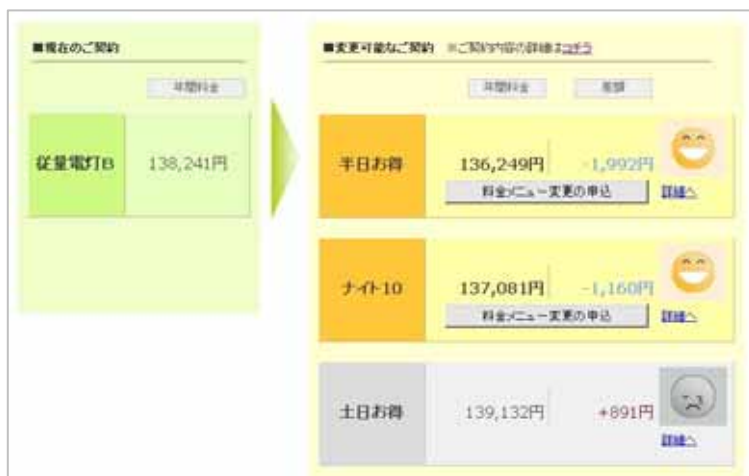 ■現在のご契約
年間料金
従量電灯B
138,241円
■変更可能なご契約 ※ご契約内容の詳細はコチラ
年間料金
差額
半日お得
136,249円
-1,992円
料金メニュー変更の申込
詳細へ
ナイト10
137,081円
-1,160円
料金メニュー変更の申込
詳細へ
土日お得
139,132円
+891円
詳細へ